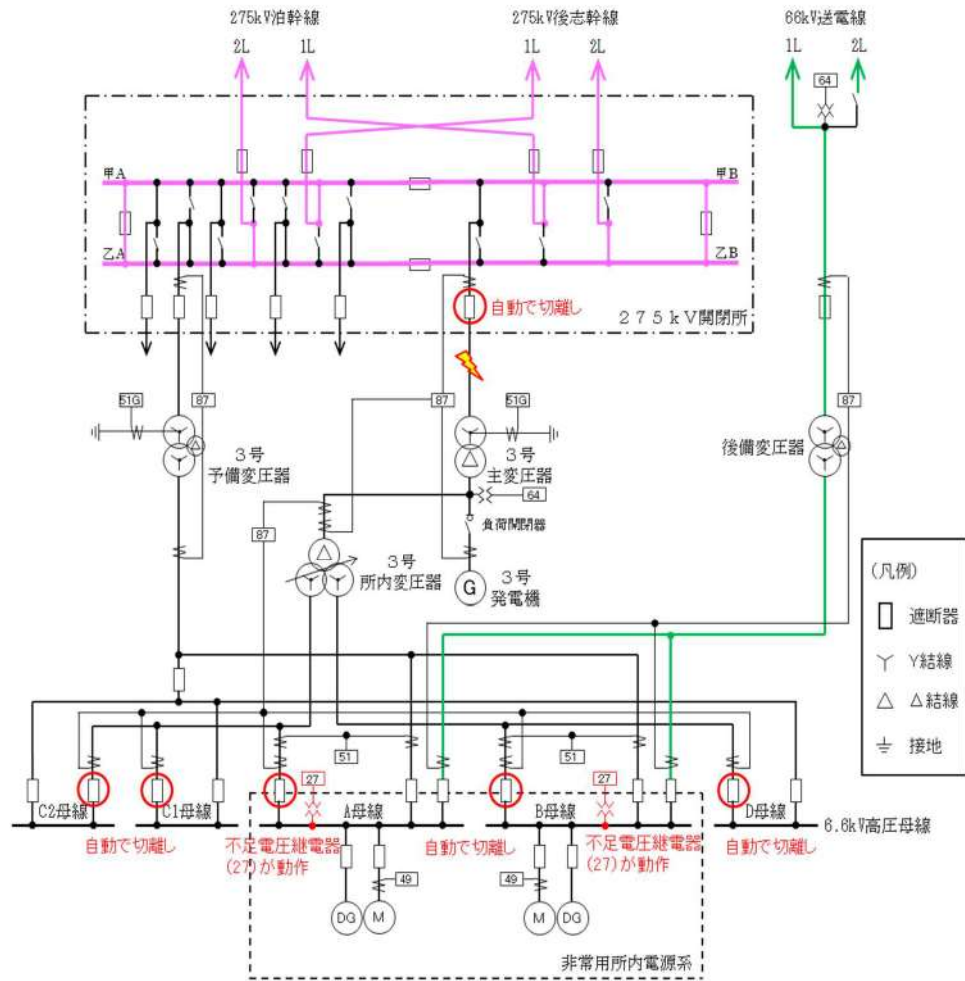 275kV泊幹線
275kV後志幹線
66kV送電線
2L
1L
1L
2L
1L
2L
64
甲A
甲B
乙A
乙B
自動で切離し
275kV開閉所
51G
87
87
51G
87
3号
予備変圧器
3号
主変圧器
後備変圧器
64
87
負荷開閉器
3号
所内変圧器
G
3号
発電機
(凡例)
遮断器
Y結線
△結線
接地
51
51
27
27
C2母線
C1母線
A母線
B母線
D母線
6.6kV高圧母線
自動で切離し
不足電圧継電器
(27)が動作
自動で切離し
不足電圧継電器
(27)が動作
自動で切離し
49
49
DG
M
M
DG
非常用所内電源系